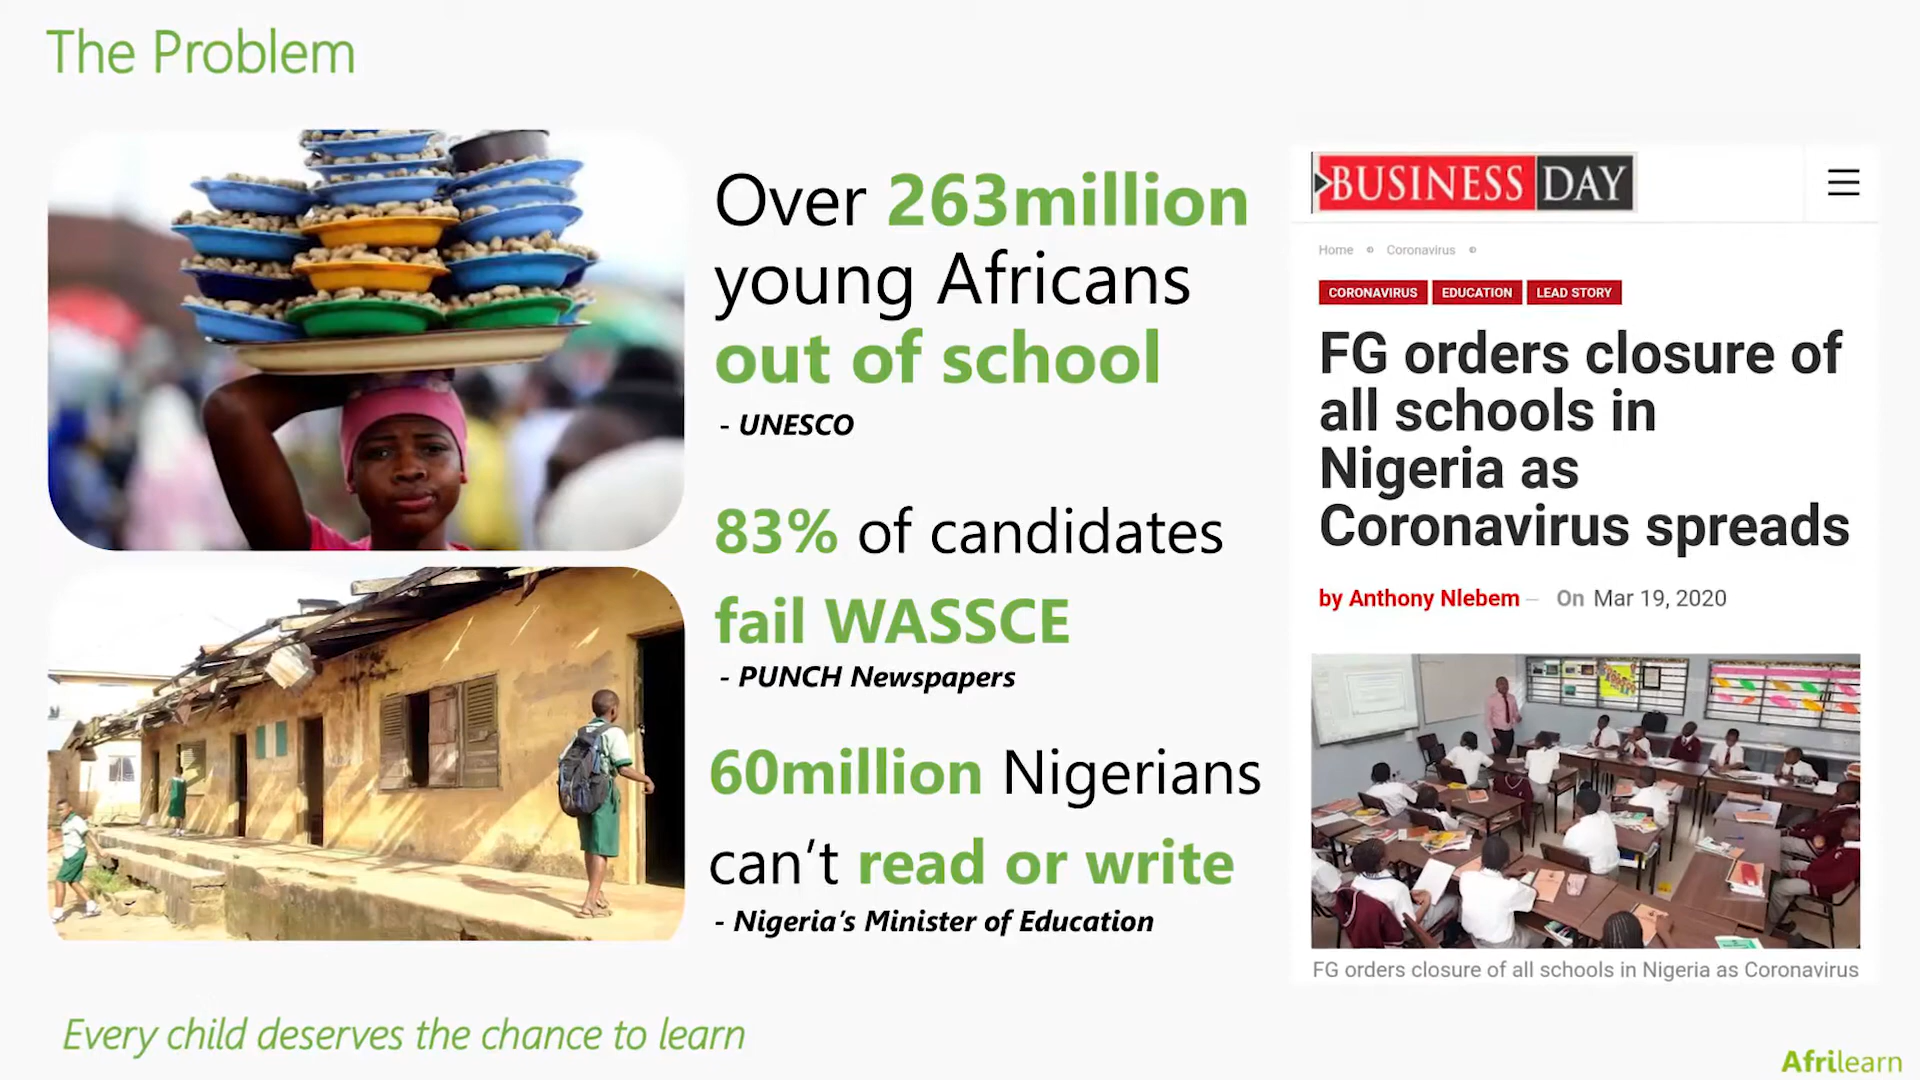 The Problem
Over 263million
young Africans
out of school
- UNESCO
83% of candidates
fail WASSCE
- PUNCH Newspapers
60million Nigerians
can't read or write
- Nigeria's Minister of Education
BUSINESS DAY
Home Coronavirus
CORONAVIRUS EDUCATION LEAD STORY
FG orders closure of
all schools in
Nigeria as
Coronavirus spreads
by Anthony Nlebem – On Mar 19, 2020
FG orders closure of all schools in Nigeria as Coronavirus
Every child deserves the chance to learn
Afrilearn